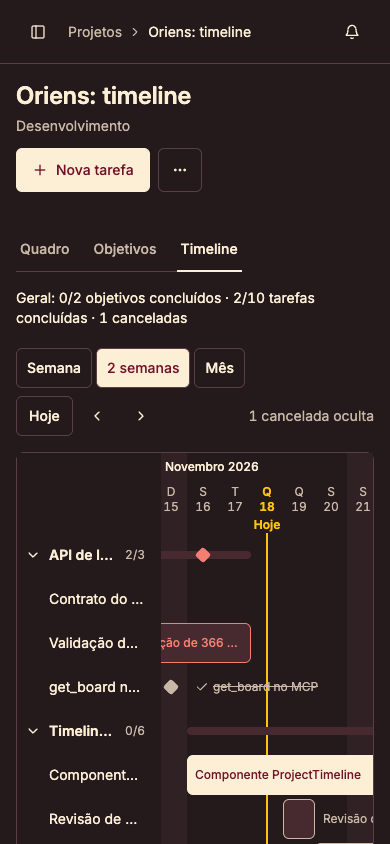 Projetos > Oriens: timeline
Oriens: timeline
Desenvolvimento
+ Nova tarefa ...
Quadro Objetivos Timeline
Geral: 0/2 objetivos concluídos · 2/10 tarefas
concluídas · 1 canceladas
Semana 2 semanas Mês
Hoje < > 1 cancelada oculta
Novembro 2026
D S T Q Q S S
15 16 17 18 19 20 21
Hoje
API de l... 2/3
Contrato do ...
Validação d... ção de 366 ...
get_board n... get_board no MCP
Timelin... 0/6
Component... Componente ProjectTimeline
Revisão de ... Revisão